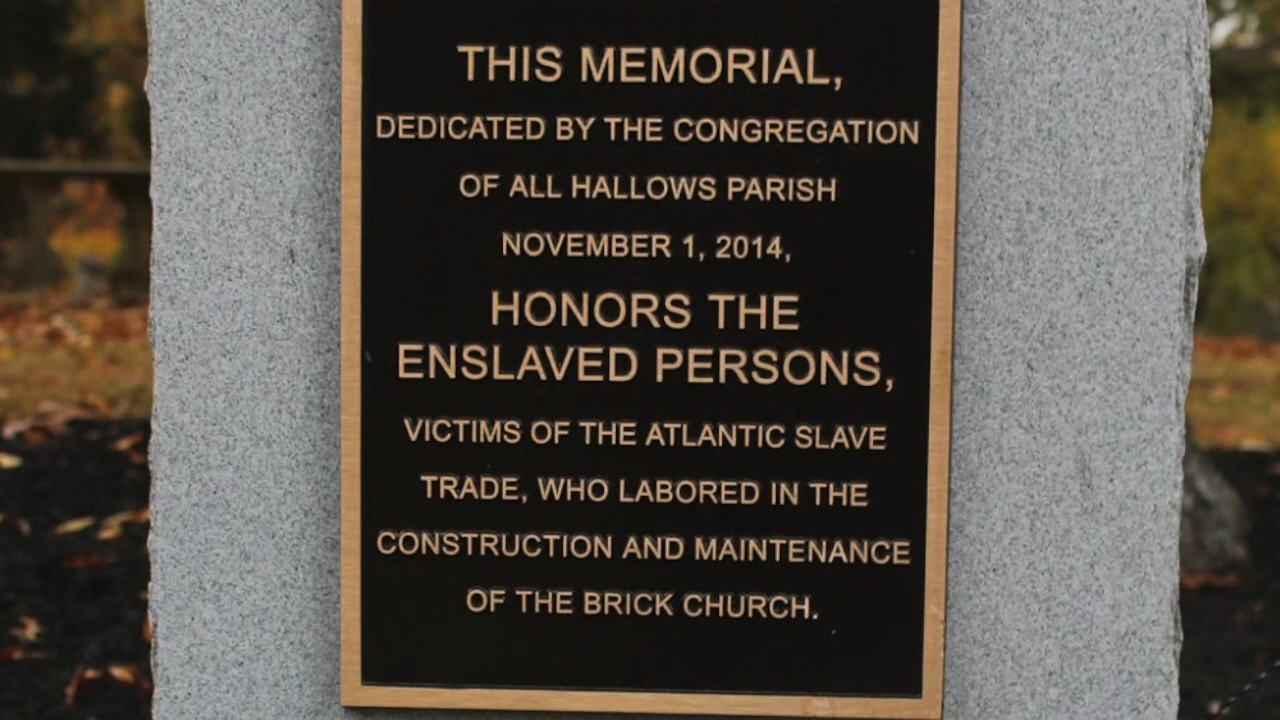 THIS MEMORIAL,
DEDICATED BY THE CONGREGATION
OF ALL HALLOWS PARISH
NOVEMBER 1, 2014,
HONORS THE
ENSLAVED PERSONS,
VICTIMS OF THE ATLANTIC SLAVE
TRADE, WHO LABORED IN THE
CONSTRUCTION AND MAINTENANCE
OF THE BRICK CHURCH.